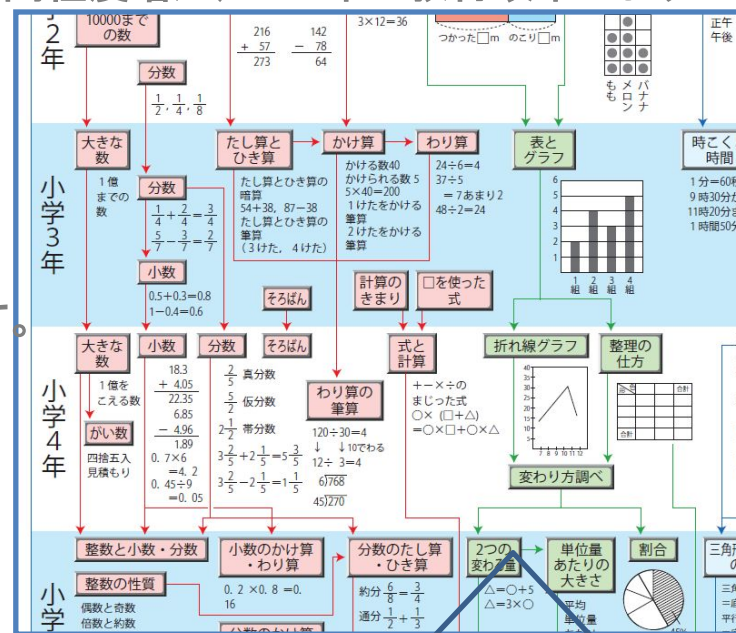 10000まで
の数
216
+ 57
273
142
− 78
64
3×12=36
つかった□m のこり□m
もも
メロン
バナナ
正午
午後
2年
分数
1/2, 1/4, 1/8
小学3年
大きな
数
1億
までの
数
分数
1/4+2/4=3/4
5/7−3/7=2/7
小数
0.5+0.3=0.8
1−0.4=0.6
たし算と
ひき算
たし算とひき算の
暗算
54+38, 87−38
たし算とひき算の
筆算
(3けた, 4けた)
かけ算
かける数40
かけられる数 5
5×40=200
1けたをかける
筆算
2けたをかける
筆算
わり算
24÷6=4
37÷5
=7あまり2
48÷2=24
表と
グラフ
6
5
4
3
2
1
1組 2組 3組 4組
時こく
時間
1分=60
9時30分
11時20分
1時間50分
そろばん
計算の
きまり
□を使った
式
小学4年
大きな
数
1億を
こえる数
がい数
四捨五入
見積もり
小数
18.3
+ 4.05
22.35
6.85
− 4.96
1.89
0. 7×6
=4. 2
0. 45÷9
=0. 05
分数
2/5 真分数
5/2 仮分数
2 1/2 帯分数
3 2/5+2 1/5=5 3/5
3 2/5−2 1/5=1 1/5
そろばん
わり算の
筆算
120÷30=4
↓ ↓10でわる
12÷ 3=4
6)768
45)270
式と
計算
+−×÷の
まじった式
○× (□+△)
=○×□+○×△
折れ線グラフ
40
35
30
25
20
15
10
5
7 8 9 10 11 12
整理の
仕方
合計
合計
変わり方調べ
小学
整数と小数・分数
整数の性質
偶数と奇数
倍数と約数
小数のかけ算
・わり算
0. 2 ×0. 8 =0.
16
分数のたし算
・ひき算
約分 6/8=3/4
通分 1/2+1/3
2つの
変わる量
△=○+5
△=3×○
単位量
あたりの
大きさ
平均
単位量
割合
三角形